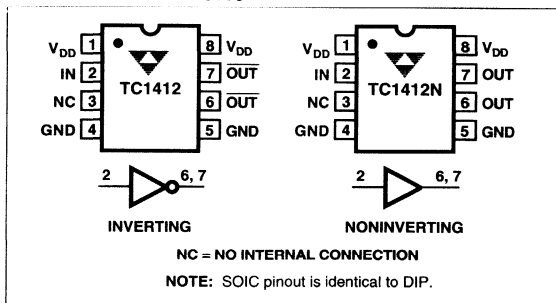 VDD 1 8 VDD
IN 2 7 OUT
NC 3 6 OUT
GND 4 5 GND
TC1412
2 6, 7
INVERTING
VDD 1 8 VDD
IN 2 7 OUT
NC 3 6 OUT
GND 4 5 GND
TC1412N
2 6, 7
NONINVERTING
NC = NO INTERNAL CONNECTION
NOTE: SOIC pinout is identical to DIP.